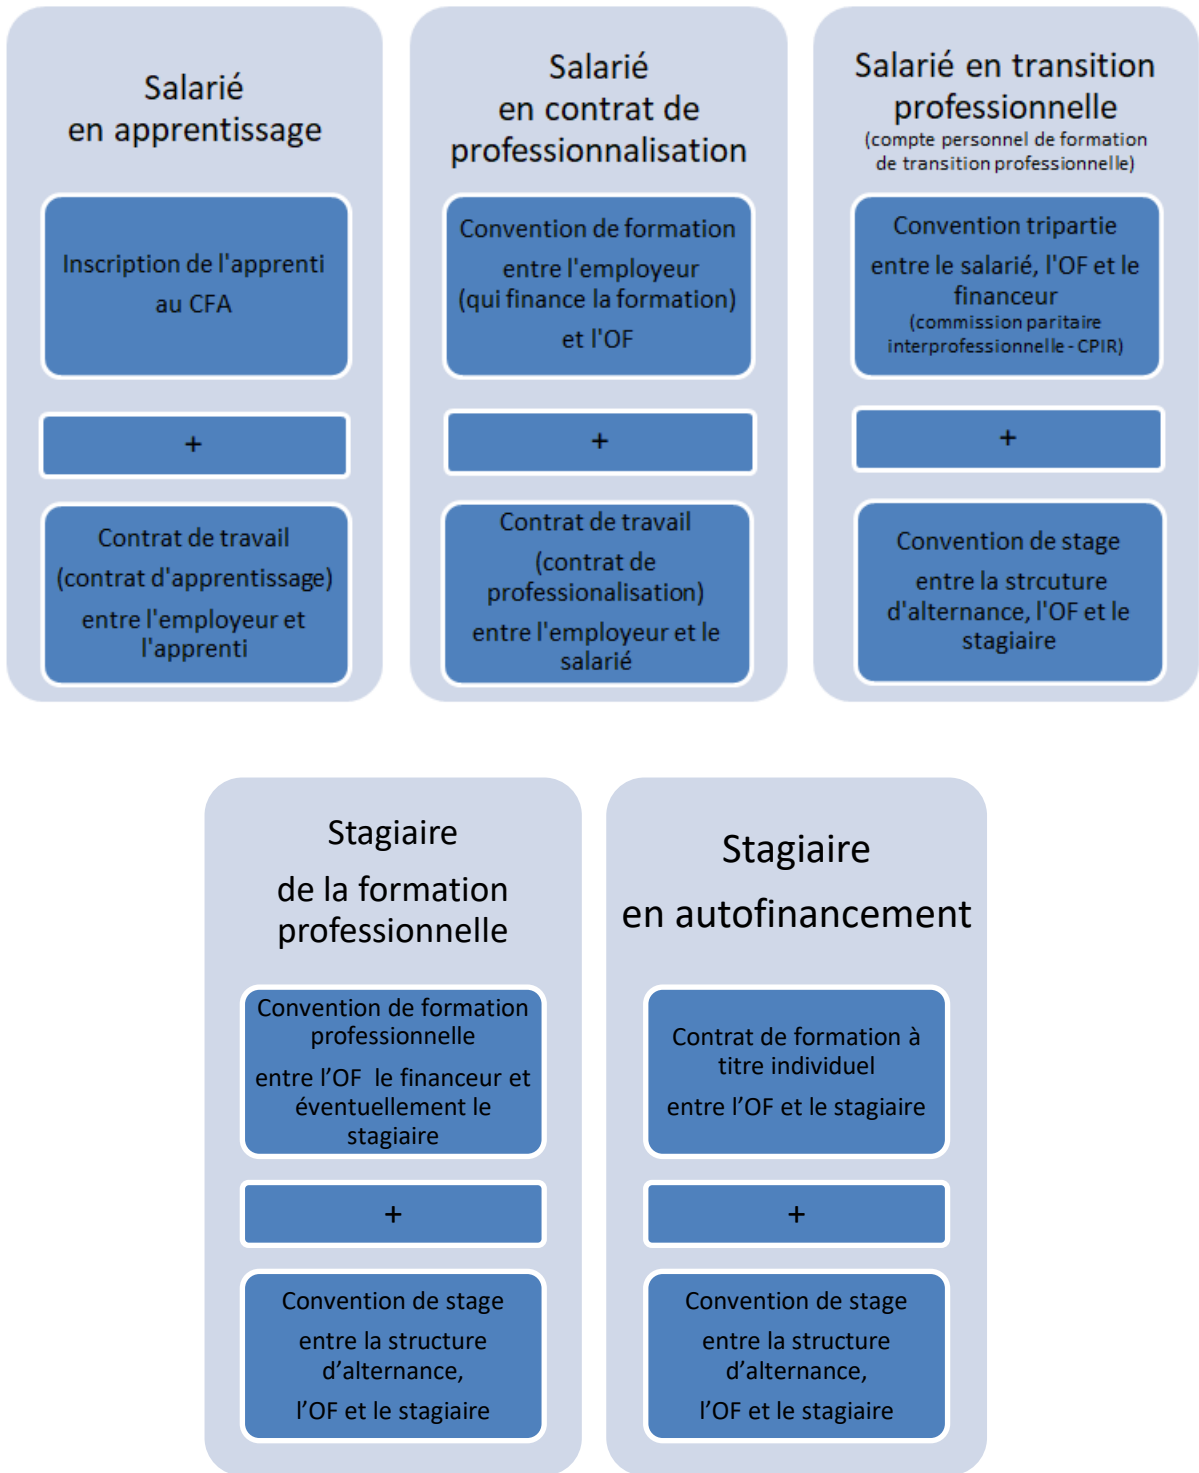 Salarié
en apprentissage
Inscription de l'apprenti
au CFA
+
Contrat de travail
(contrat d'apprentissage)
entre l'employeur et
l'apprenti
Salarié
en contrat de
professionnalisation
Convention de formation
entre l'employeur
(qui finance la formation)
et l'OF
+
Contrat de travail
(contrat de
professionalisation)
entre l'employeur et le
salarié
Salarié en transition
professionnelle
(compte personnel de formation
de transition professionnelle)
Convention tripartie
entre le salarié, l'OF et le
financeur
(commission paritaire
interprofessionnelle - CPIR)
+
Convention de stage
entre la strcuture
d'alternance, l'OF et le
stagiaire
Stagiaire
de la formation
professionnelle
Convention de formation
professionnelle
entre l’OF le financeur et
éventuellement le
stagiaire
+
Convention de stage
entre la structure
d’alternance,
l’OF et le stagiaire
Stagiaire
en autofinancement
Contrat de formation à
titre individuel
entre l’OF et le stagiaire
+
Convention de stage
entre la structure
d’alternance,
l’OF et le stagiaire